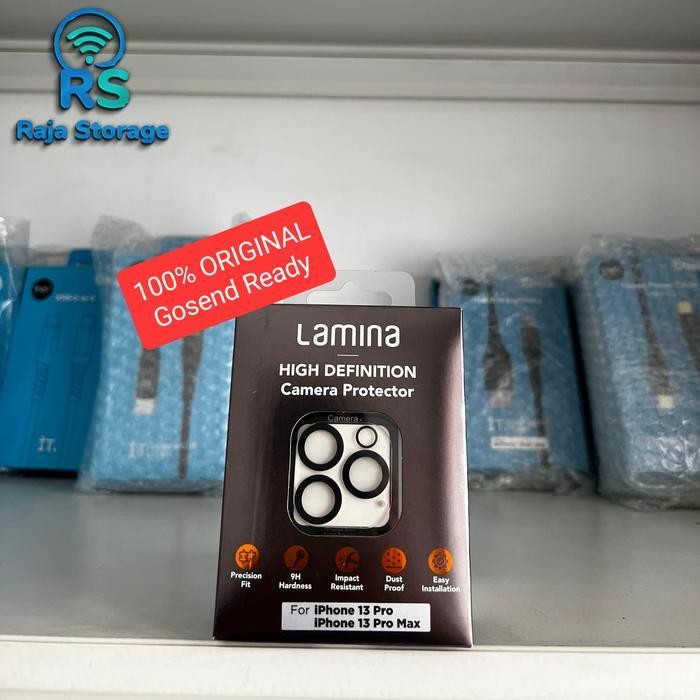 RS
Raja Storage
100% ORIGINAL
Gosend Ready
Lamina
HIGH DEFINITION
Camera Protector
Camera
Precision
Fit
9H
Hardness
Impact
Resistant
Dust
Proof
Easy
Installation
For iPhone 13 Pro
iPhone 13 Pro Max
IT.